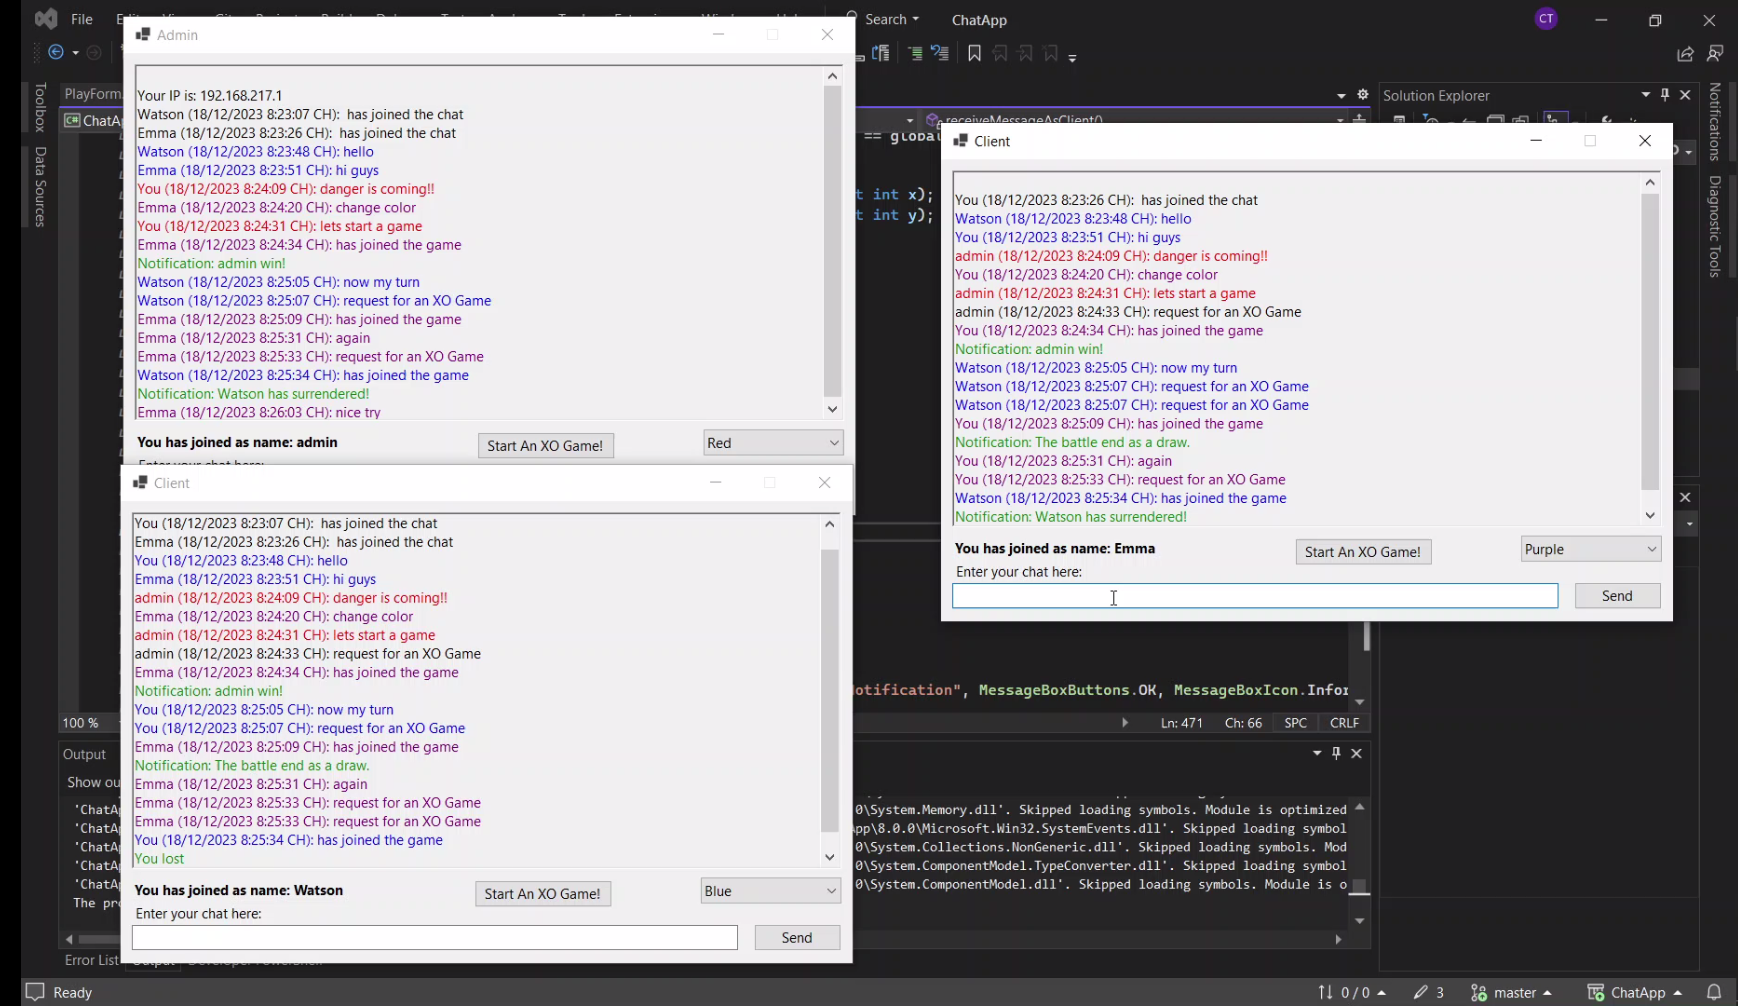 File
Search
ChatApp
CT
Admin
Toolbox
Data Sources
PlayForm
Your IP is: 192.168.217.1
Watson (18/12/2023 8:23:07 CH):  has joined the chat
Emma (18/12/2023 8:23:26 CH):  has joined the chat
Watson (18/12/2023 8:23:48 CH): hello
Emma (18/12/2023 8:23:51 CH): hi guys
You (18/12/2023 8:24:09 CH): danger is coming!!
Emma (18/12/2023 8:24:20 CH): change color
You (18/12/2023 8:24:31 CH): lets start a game
Emma (18/12/2023 8:24:34 CH): has joined the game
Notification: admin win!
Watson (18/12/2023 8:25:05 CH): now my turn
Watson (18/12/2023 8:25:07 CH): request for an XO Game
Emma (18/12/2023 8:25:09 CH): has joined the game
Emma (18/12/2023 8:25:31 CH): again
Emma (18/12/2023 8:25:33 CH): request for an XO Game
Watson (18/12/2023 8:25:34 CH): has joined the game
Notification: Watson has surrendered!
Emma (18/12/2023 8:26:03 CH): nice try
You has joined as name: admin
Start An XO Game!
Red
Enter your chat here:
Client
You (18/12/2023 8:23:07 CH):  has joined the chat
Emma (18/12/2023 8:23:26 CH):  has joined the chat
You (18/12/2023 8:23:48 CH): hello
Emma (18/12/2023 8:23:51 CH): hi guys
admin (18/12/2023 8:24:09 CH): danger is coming!!
Emma (18/12/2023 8:24:20 CH): change color
admin (18/12/2023 8:24:31 CH): lets start a game
admin (18/12/2023 8:24:33 CH): request for an XO Game
Emma (18/12/2023 8:24:34 CH): has joined the game
Notification: admin win!
You (18/12/2023 8:25:05 CH): now my turn
You (18/12/2023 8:25:07 CH): request for an XO Game
Emma (18/12/2023 8:25:09 CH): has joined the game
Notification: The battle end as a draw.
Emma (18/12/2023 8:25:31 CH): again
Emma (18/12/2023 8:25:33 CH): request for an XO Game
Emma (18/12/2023 8:25:33 CH): request for an XO Game
You (18/12/2023 8:25:34 CH): has joined the game
You lost
You has joined as name: Watson
Start An XO Game!
Blue
Enter your chat here:
Send
receiveMessageAsClient()
== globa
t int x);
t int y);
Client
You (18/12/2023 8:23:26 CH):  has joined the chat
Watson (18/12/2023 8:23:48 CH): hello
You (18/12/2023 8:23:51 CH): hi guys
admin (18/12/2023 8:24:09 CH): danger is coming!!
You (18/12/2023 8:24:20 CH): change color
admin (18/12/2023 8:24:31 CH): lets start a game
admin (18/12/2023 8:24:33 CH): request for an XO Game
You (18/12/2023 8:24:34 CH): has joined the game
Notification: admin win!
Watson (18/12/2023 8:25:05 CH): now my turn
Watson (18/12/2023 8:25:07 CH): request for an XO Game
Watson (18/12/2023 8:25:07 CH): request for an XO Game
You (18/12/2023 8:25:09 CH): has joined the game
Notification: The battle end as a draw.
You (18/12/2023 8:25:31 CH): again
You (18/12/2023 8:25:33 CH): request for an XO Game
Watson (18/12/2023 8:25:34 CH): has joined the game
Notification: Watson has surrendered!
You has joined as name: Emma
Start An XO Game!
Purple
Enter your chat here:
Send
Solution Explorer
Notifications
Diagnostic Tools
otification", MessageBoxButtons.OK, MessageBoxIcon.Infor
100 %
Ln: 471 Ch: 66 SPC CRLF
Output
Show ou
'ChatAp
'ChatAp
'ChatAp
'ChatAp
'ChatAp
The pro
0\System.Memory.dll'. Skipped loading symbols. Module is optimized
pp\8.0.0\Microsoft.Win32.SystemEvents.dll'. Skipped loading symbol
0\System.Collections.NonGeneric.dll'. Skipped loading symbols. Mod
0\System.ComponentModel.TypeConverter.dll'. Skipped loading symbol
0\System.ComponentModel.dll'. Skipped loading symbols. Module is o
Error List
Ready
0 / 0
3
master
ChatApp